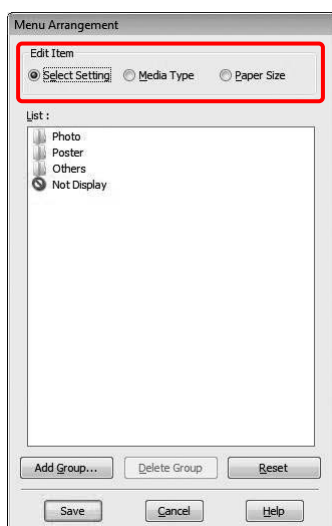 Menu Arrangement
Edit Item
Select Setting Media Type Paper Size
List :
Photo
Poster
Others
Not Display
Add Group... Delete Group Reset
Save Cancel Help